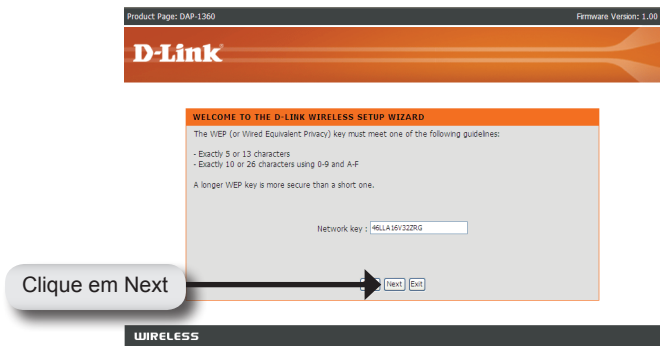 Product Page: DAP-1360 Firmware Version: 1.00
D-Link
WELCOME TO THE D-LINK WIRELESS SETUP WIZARD
The WEP (or Wired Equivalent Privacy) key must meet one of the following guidelines:
- Exactly 5 or 13 characters
- Exactly 10 or 26 characters using 0-9 and A-F
A longer WEP key is more secure than a short one.
Network key : 46LLA16V32ZRG
Clique em Next
Next Exit
WIRELESS